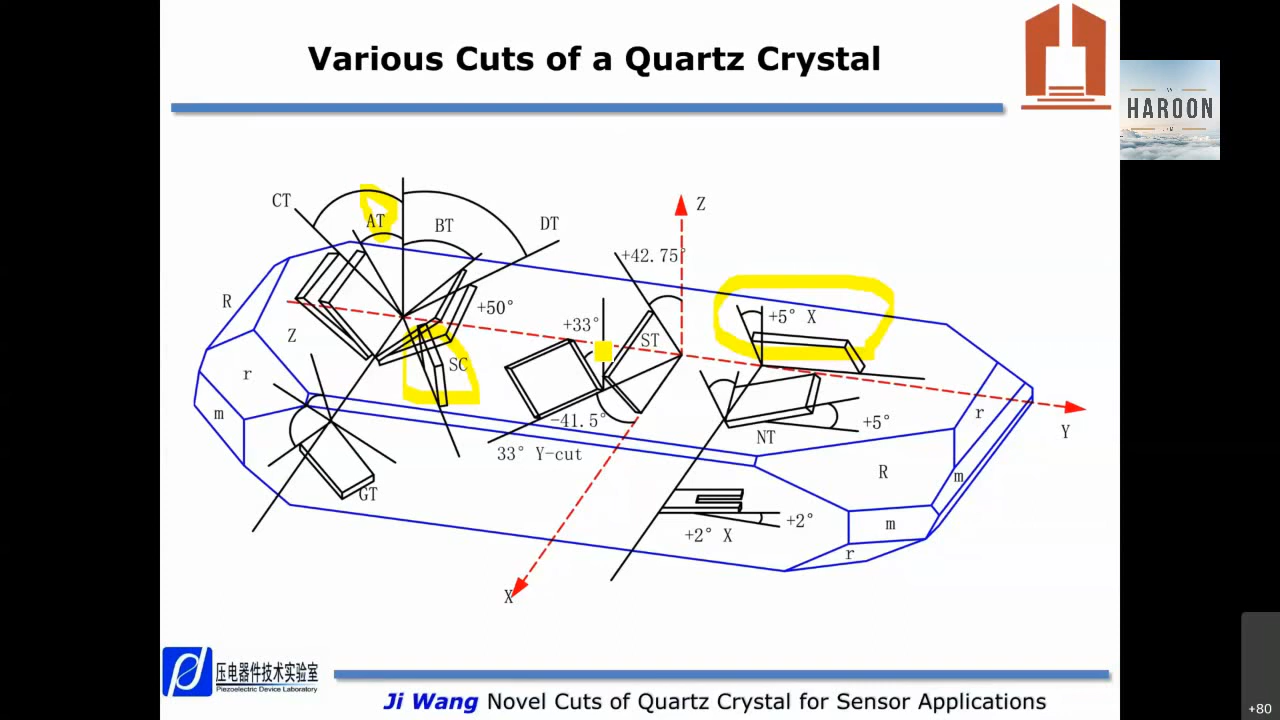 Various Cuts of a Quartz Crystal
HAROON
CT
AT
BT
DT
Z
+42.75°
R
+50°
+33°
+5° X
ST
Z
SC
r
m
-41.5°
+5°
r
Y
33° Y-cut
NT
R
m
GT
+2°
m
+2° X
r
X
压电器件技术实验室
Piezoelectric Device Laboratory
Ji Wang Novel Cuts of Quartz Crystal for Sensor Applications
+80